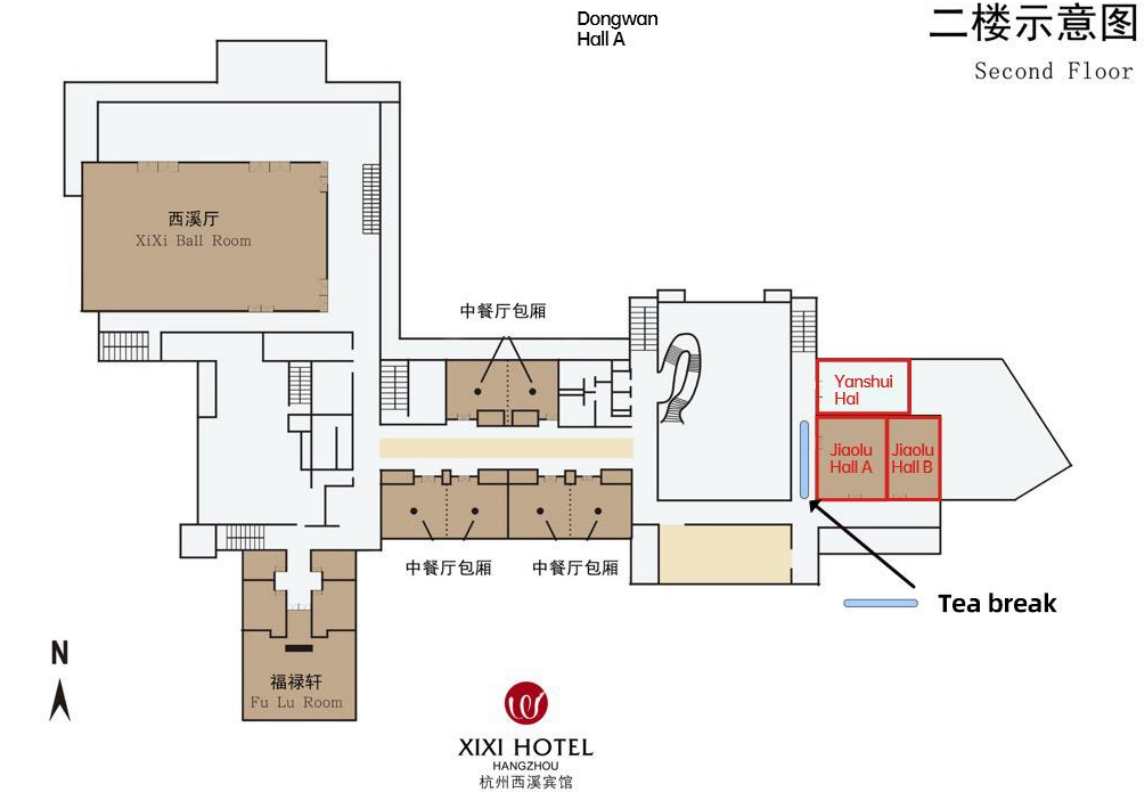 Dongwan
Hall A
二楼示意图
Second Floor
西溪厅
XiXi Ball Room
中餐厅包厢
Yanshui
Hal
Jiaolu
Hall A
Jiaolu
Hall B
中餐厅包厢
中餐厅包厢
Tea break
N
福禄轩
Fu Lu Room
XIXI HOTEL
HANGZHOU
杭州西溪宾馆